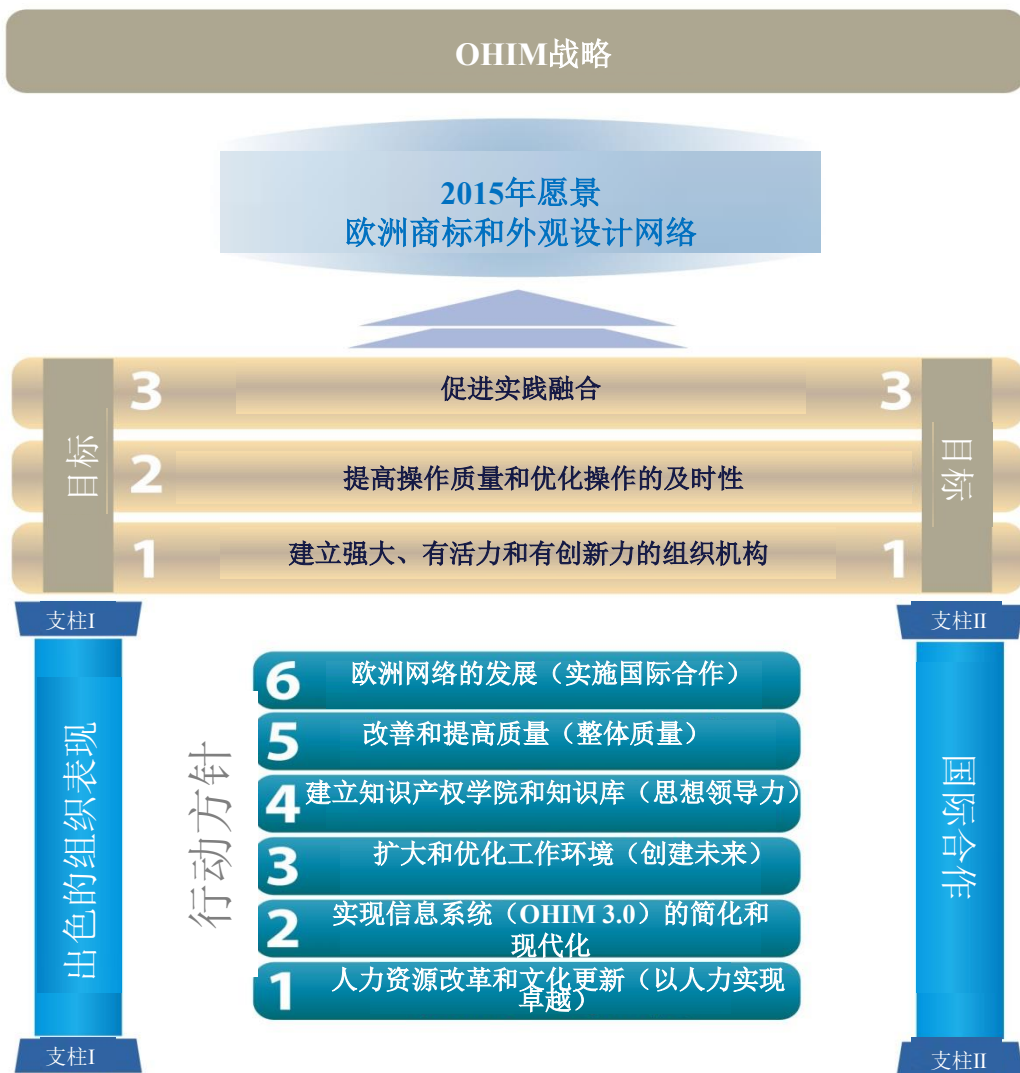 OHIM战略
2015年愿景
欧洲商标和外观设计网络
目标
3
促进实践融合
3
目标
2
提高操作质量和优化操作的及时性
1
建立强大、有活力和有创新力的组织机构
1
支柱I
支柱II
出色的组织表现
行动方针
6
欧洲网络的发展（实施国际合作）
5
改善和提高质量（整体质量）
4
建立知识产权学院和知识库（思想领导力）
3
扩大和优化工作环境（创建未来）
2
实现信息系统（OHIM 3.0）的简化和
现代化
1
人力资源改革和文化更新（以人力实现
卓越）
国际合作
支柱I
支柱II